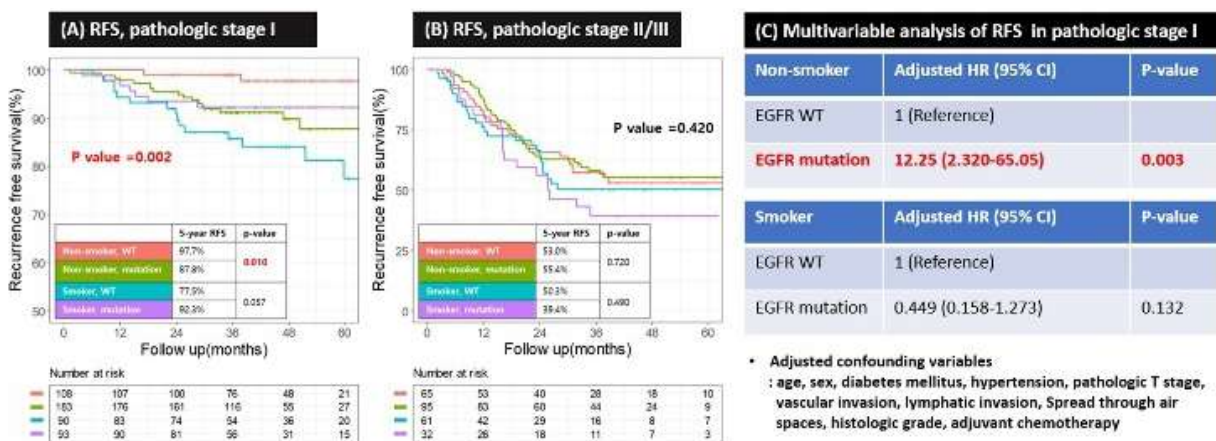 (A) RFS, pathologic stage I
Recurrence free survival(%)
100
90
80
70
60
50
P value =0.002
5-year RFS p-value
Non-smoker, WT 97.7% 0.010
Non-smoker, mutation 87.8%
Smoker, WT 77.5% 0.057
Smoker, mutation 92.3%
0 12 24 36 48 60
Follow up(months)
Number at risk
108 107 100 76 48 21
183 176 161 116 55 27
90 83 74 54 36 20
93 90 81 56 31 15
(B) RFS, pathologic stage II/III
Recurrence free survival(%)
100
75
50
25
0
P value =0.420
5-year RFS p-value
Non-smoker, WT 53.0% 0.720
Non-smoker, mutation 55.4%
Smoker, WT 50.3% 0.490
Smoker, mutation 39.4%
0 12 24 36 48 60
Follow up(months)
Number at risk
65 53 40 28 18 10
95 83 60 44 24 9
61 42 29 16 8 7
32 26 18 11 7 3
(C) Multivariable analysis of RFS in pathologic stage I
Non-smoker Adjusted HR (95% CI) P-value
EGFR WT 1 (Reference)
EGFR mutation 12.25 (2.320-65.05) 0.003
Smoker Adjusted HR (95% CI) P-value
EGFR WT 1 (Reference)
EGFR mutation 0.449 (0.158-1.273) 0.132
• Adjusted confounding variables
: age, sex, diabetes mellitus, hypertension, pathologic T stage,
vascular invasion, lymphatic invasion, Spread through air
spaces, histologic grade, adjuvant chemotherapy